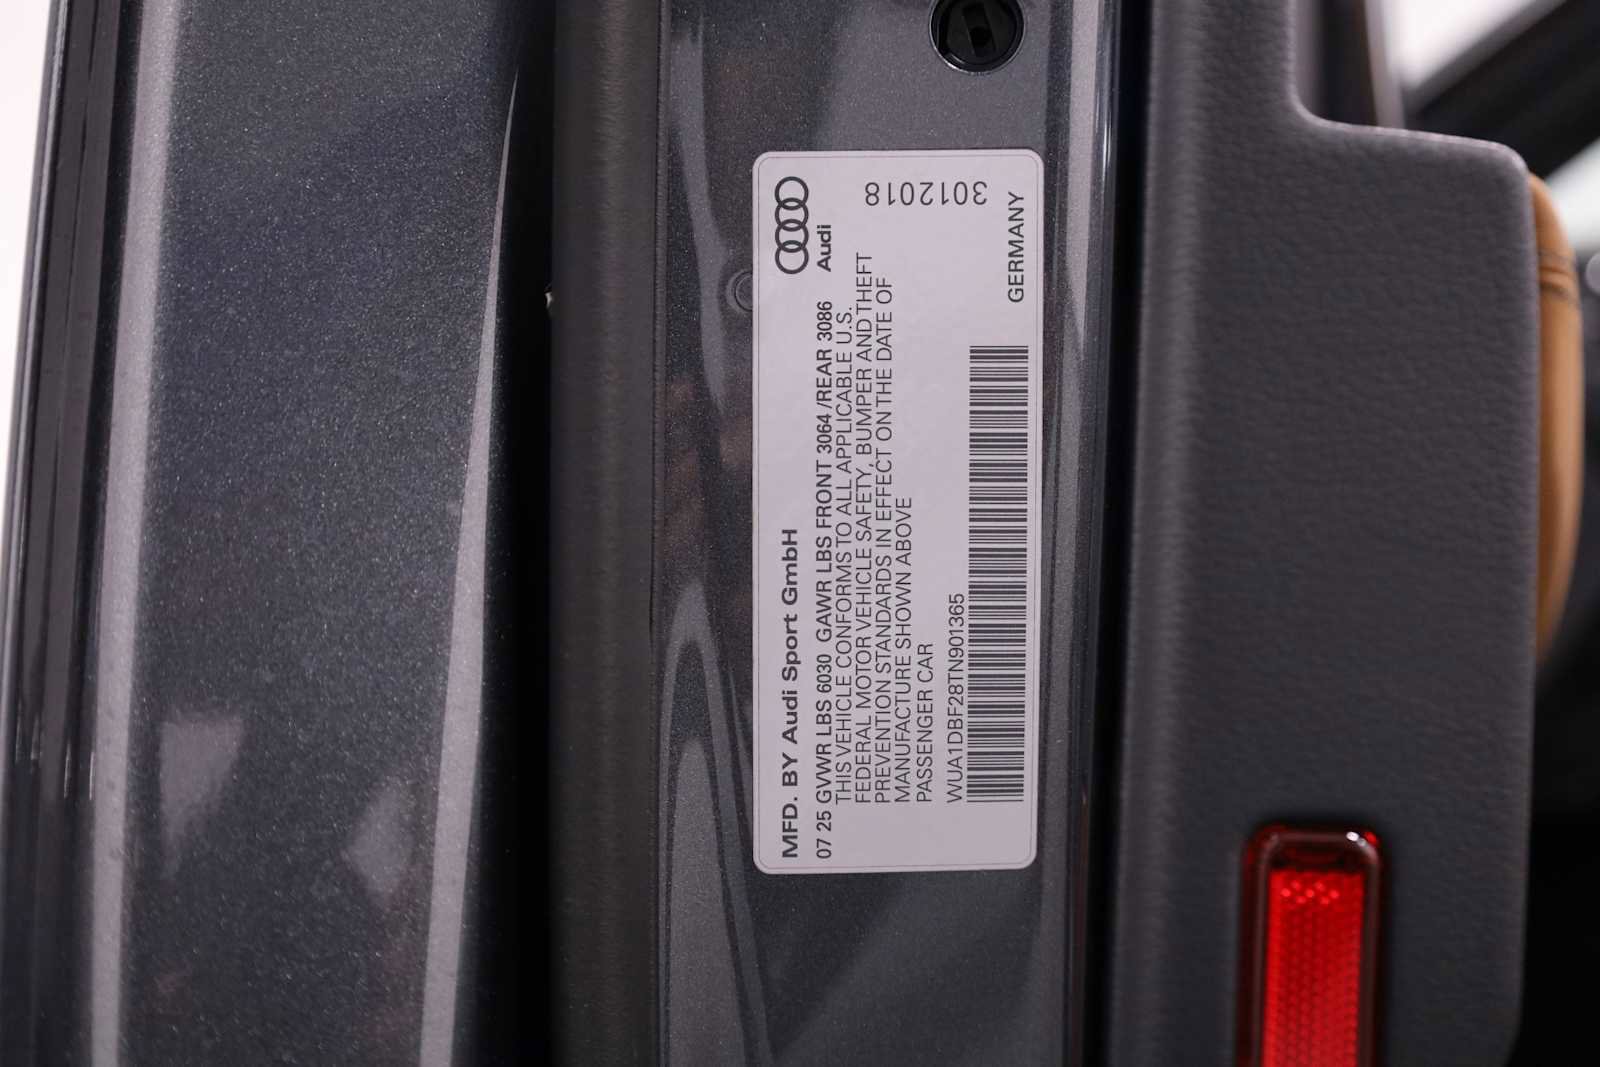 Audi
3012018
MFD. BY Audi Sport GmbH
07 25 GVWR LBS 6030 GAWR LBS FRONT 3064 /REAR 3086
THIS VEHICLE CONFORMS TO ALL APPLICABLE U.S.
FEDERAL MOTOR VEHICLE SAFETY, BUMPER AND THEFT
PREVENTION STANDARDS IN EFFECT ON THE DATE OF
MANUFACTURE SHOWN ABOVE
PASSENGER CAR
WUA1DBF28TN901365
GERMANY